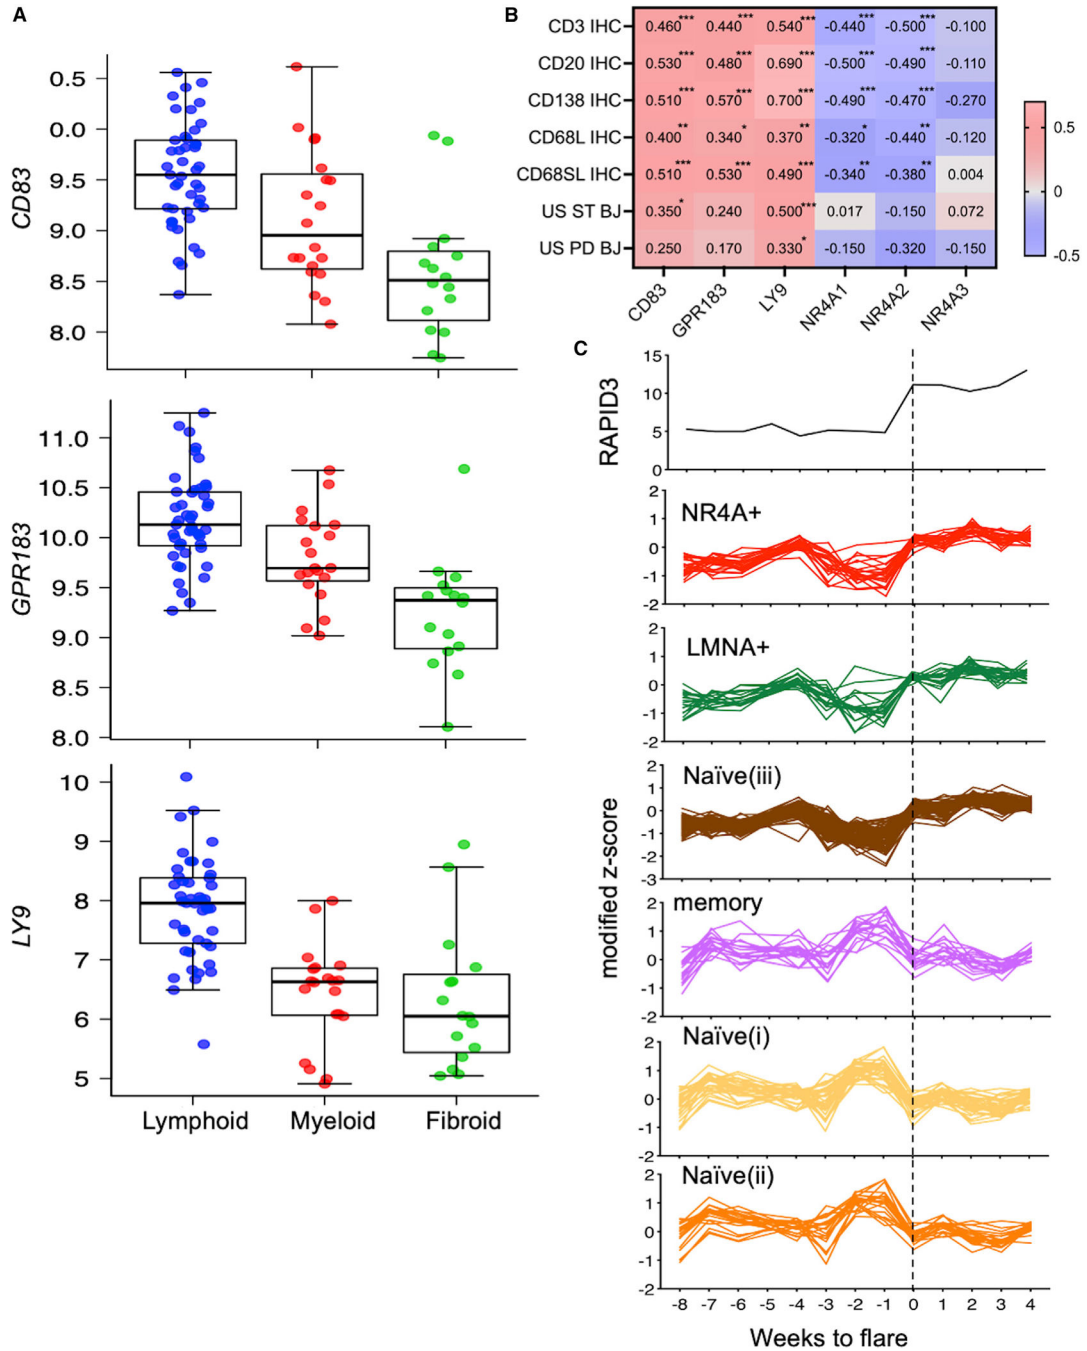 A
CD83
0.5
0.0
9.5
9.0
8.5
8.0
GPR183
11.0
10.5
10.0
9.5
9.0
8.5
8.0
LY9
10
9
8
7
6
5
Lymphoid Myeloid Fibroid
B
CD3 IHC 0.460*** 0.440*** 0.540*** -0.440*** -0.500*** -0.100
CD20 IHC 0.530*** 0.480*** 0.690*** -0.500*** -0.490*** -0.110
CD138 IHC 0.510*** 0.570*** 0.700*** -0.490*** -0.470*** -0.270
CD68L IHC 0.400** 0.340* 0.370** -0.320* -0.440** -0.120
CD68SL IHC 0.510*** 0.530*** 0.490*** -0.340** -0.380** 0.004
US ST BJ 0.350* 0.240 0.500*** 0.017 -0.150 0.072
US PD BJ 0.250 0.170 0.330* -0.150 -0.320 -0.150
CD83 GPR183 LY9 NR4A1 NR4A2 NR4A3
0.5
0
-0.5
C
RAPID3
15
10
5
0
NR4A+
2
1
0
-1
-2
LMNA+
2
1
0
-1
-2
Naïve(iii)
2
1
0
-1
-2
-3
modified z-score
memory
2
1
0
-1
-2
Naïve(i)
2
1
0
-1
-2
Naïve(ii)
2
1
0
-1
-2
-8 -7 -6 -5 -4 -3 -2 -1 0 1 2 3 4
Weeks to flare